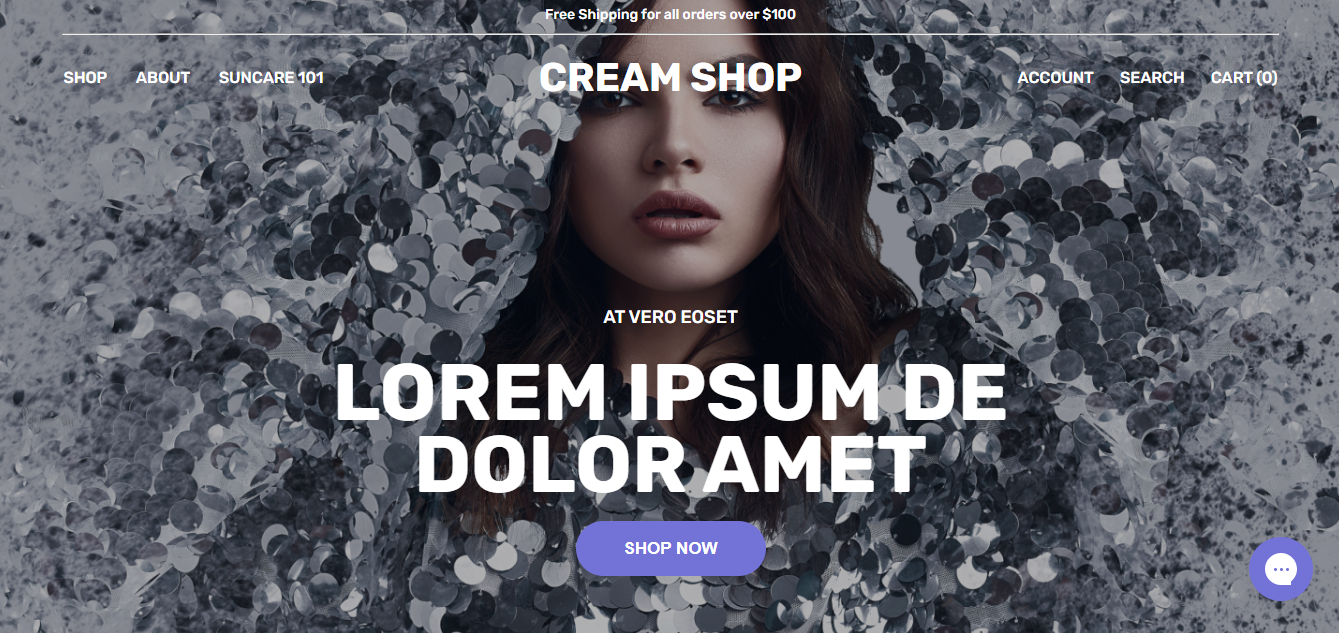 Free Shipping for all orders over $100
SHOP ABOUT SUNCARE 101 CREAM SHOP ACCOUNT SEARCH CART (0)
AT VERO EOSET
LOREM IPSUM DE
DOLOR AMET
SHOP NOW